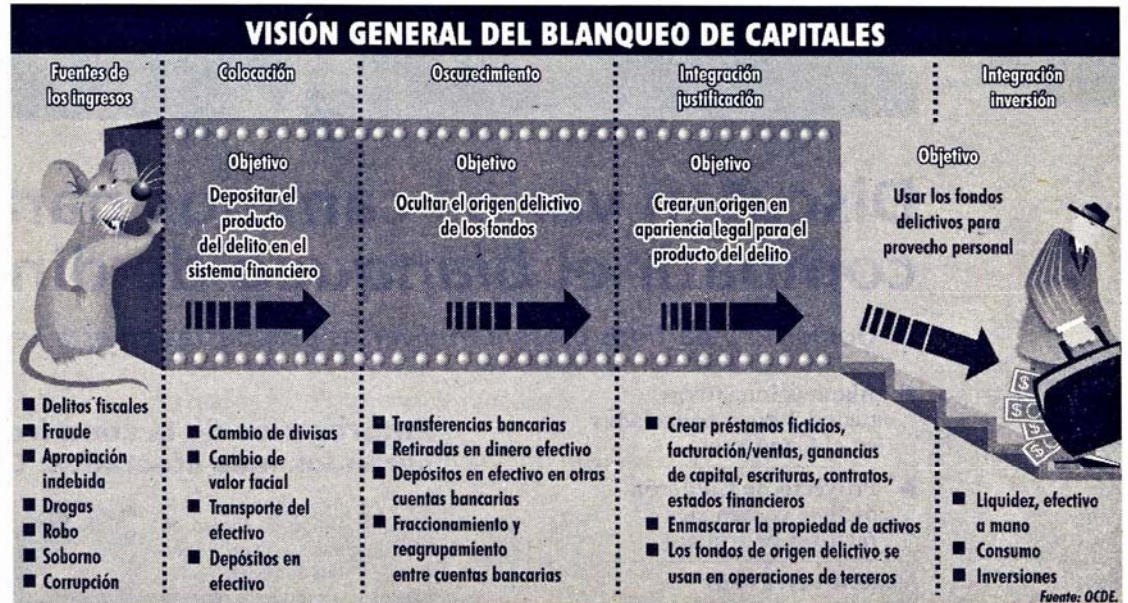 VISIÓN GENERAL DEL BLANQUEO DE CAPITALES
Fuentes de
los ingresos
Colocación
Oscurecimiento
Integración
justificación
Integración
inversión
Objetivo
Depositar el
producto
del delito en el
sistema financiero
Objetivo
Ocultar el origen delictivo
de los fondos
Objetivo
Crear un origen en
apariencia legal para el
producto del delito
Objetivo
Usar los fondos
delictivos para
provecho personal
■ Delitos fiscales
■ Fraude
■ Apropiación
indebida
■ Drogas
■ Robo
■ Soborno
■ Corrupción
■ Cambio de divisas
■ Cambio de
valor facial
■ Transporte del
efectivo
■ Depósitos en
efectivo
■ Transferencias bancarias
■ Retiradas en dinero efectivo
■ Depósitos en efectivo en otras
cuentas bancarias
■ Fraccionamiento y
reagrupamiento
entre cuentas bancarias
■ Crear préstamos ficticios,
facturación/ventas, ganancias
de capital, escrituras, contratos,
estados financieros
■ Enmascarar la propiedad de activos
■ Los fondos de origen delictivo se
usan en operaciones de terceros
■ Liquidez, efectivo
a mano
■ Consumo
■ Inversiones
Fuente: OCDE.